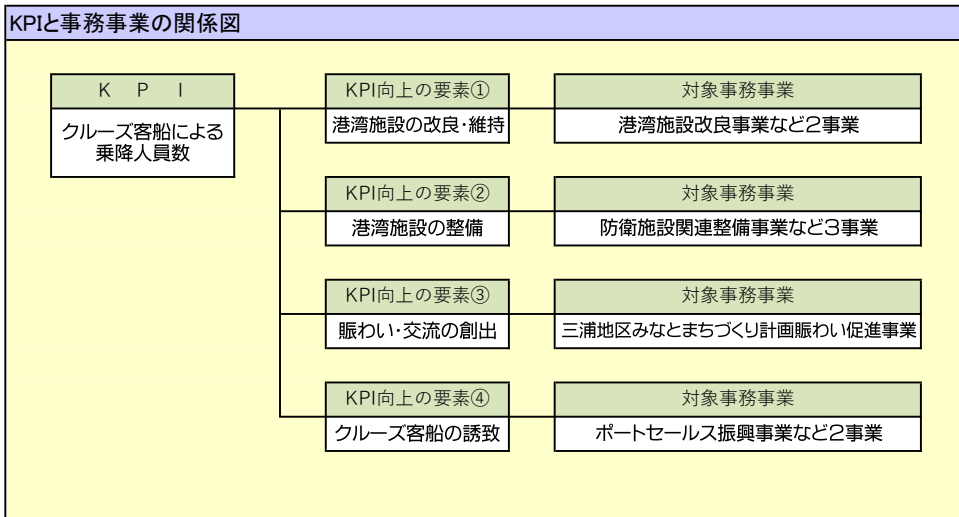 KPIと事務事業の関係図
K P I
クルーズ客船による
乗降人員数
KPI向上の要素①
港湾施設の改良・維持
対象事務事業
港湾施設改良事業など2事業
KPI向上の要素②
港湾施設の整備
対象事務事業
防衛施設関連整備事業など3事業
KPI向上の要素③
賑わい・交流の創出
対象事務事業
三浦地区みなとまちづくり計画賑わい促進事業
KPI向上の要素④
クルーズ客船の誘致
対象事務事業
ポートセールス振興事業など2事業